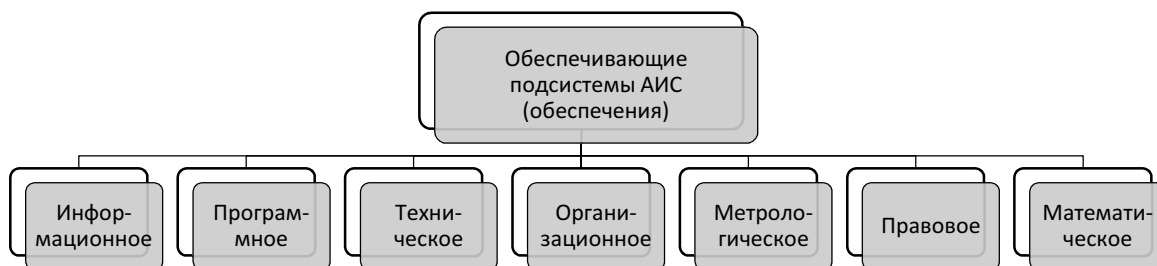 Обеспечивающие
подсистемы АИС
(обеспечения)
Инфор-
мационное
Програм-
мное
Техни-
ческое
Органи-
зационное
Метроло-
гическое
Правовое
Математи-
ческое